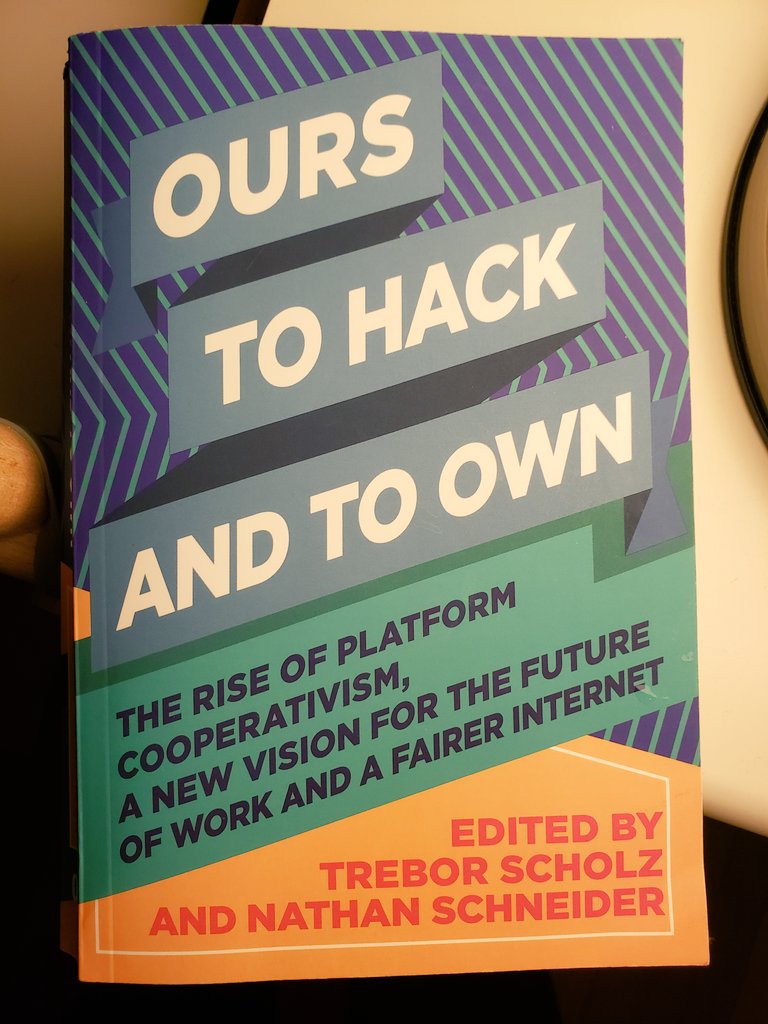 OURS
TO HACK
AND TO OWN
THE RISE OF PLATFORM
COOPERATIVISM,
A NEW VISION FOR THE FUTURE
OF WORK AND A FAIRER INTERNET
EDITED BY
TREBOR SCHOLZ
AND NATHAN SCHNEIDER